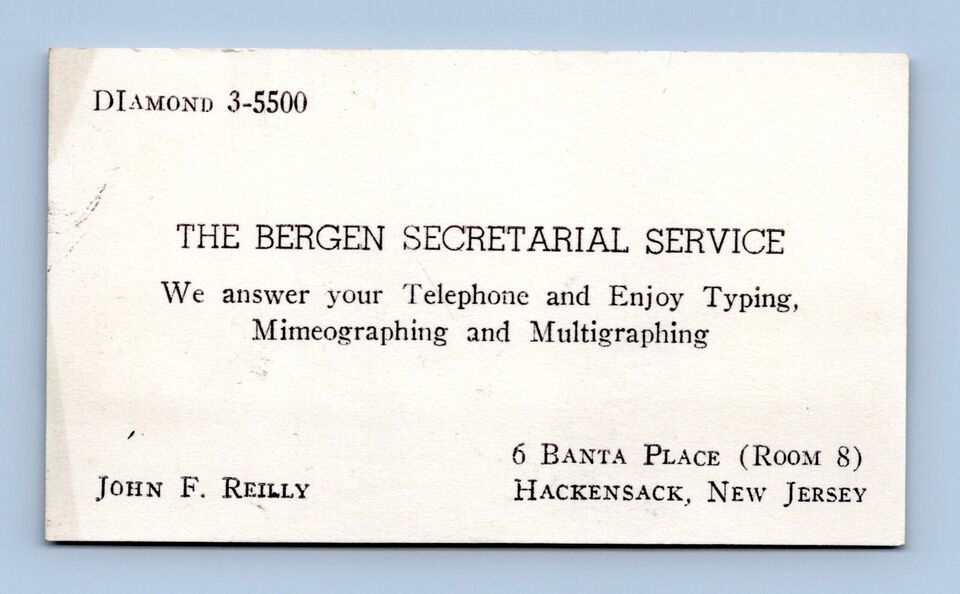 DIAMOND 3-5500
THE BERGEN SECRETARIAL SERVICE
We answer your Telephone and Enjoy Typing,
Mimeographing and Multigraphing
6 BANTA PLACE (ROOM 8)
JOHN F. REILLY
HACKENSACK, NEW JERSEY